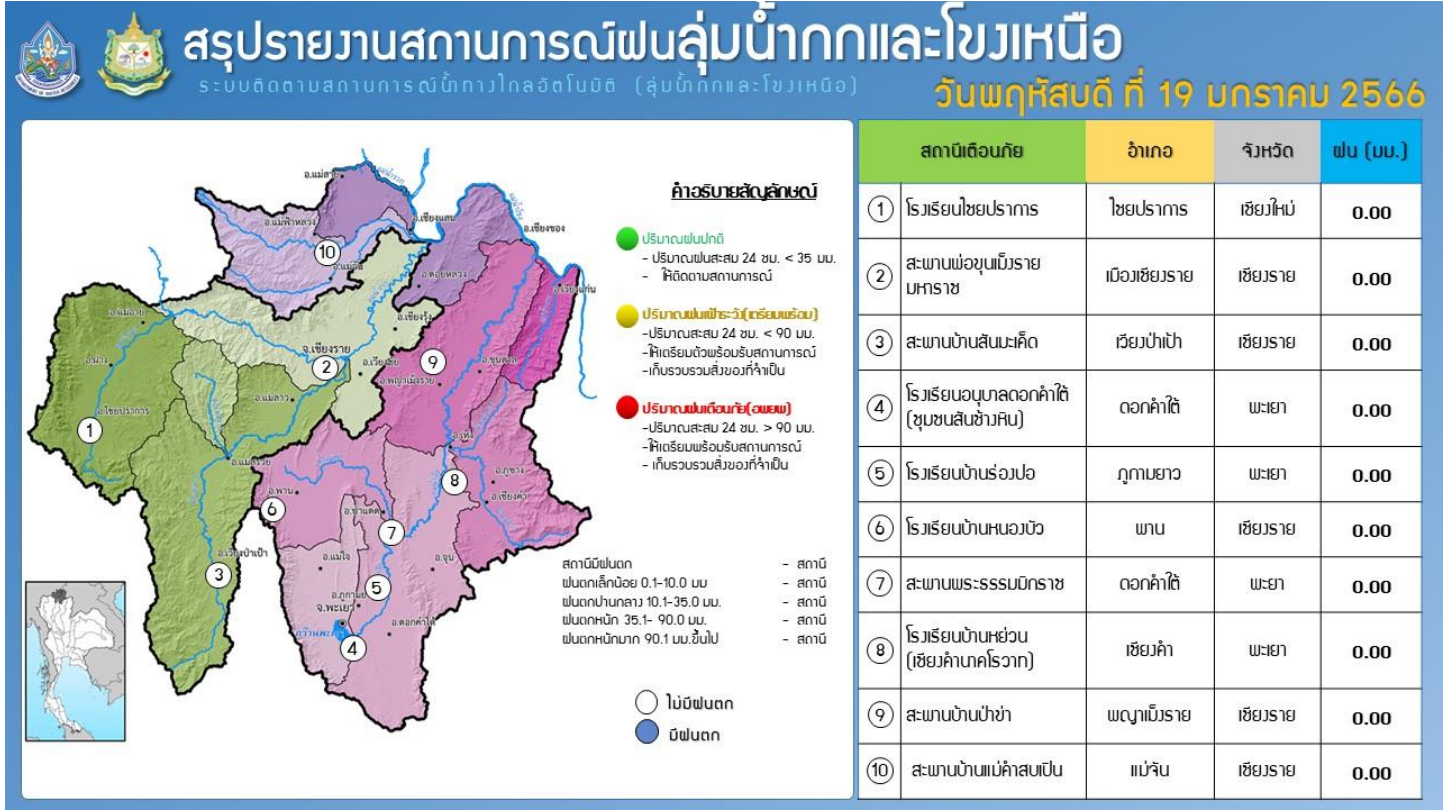 สรุปรายงานสถานการณ์ฝนลุ่มน้ำกกและโขงเหนือ
ระบบติดตามสถานการณ์น้ำทางไกลอัตโนมัติ (ลุ่มน้ำกกและโขงเหนือ)
วันพฤหัสบดี ที่ 19 มกราคม 2566
อ.แม่สาย
อ.แม่ฟ้าหลวง
อ.เชียงแสน
อ.เชียงของ
10
อ.ดอยหลวง
อ.เวียงแก่น
อ.แม่อาย
อ.เชียงรุ้ง
อ.ฝาง
จ.เชียงราย
2
9
อ.ขุนตาล
อ.พญาเม็งราย
อ.แม่ลาว
อ.ไชยปราการ
1
อ.เทิง
อ.แม่สรวย
8
อ.ภูซาง
อ.พาน
อ.เชียงคำ
6
อ.ป่าแดด
7
อ.เวียงป่าเป้า
3
อ.แม่ใจ
อ.จุน
5
จ.พะเยา
อ.ดอกคำใต้
4
คำอธิบายสัญลักษณ์
ปริมาณฝนปกติ
- ปริมาณฝนสะสม 24 ชม. < 35 มม.
- ให้ติดตามสถานการณ์
ปริมาณฝนเฝ้าระวัง(เตรียมพร้อม)
-ปริมาณสะสม 24 ชม. < 90 มม.
-ให้เตรียมตัวพร้อมรับสถานการณ์
-เก็บรวบรวมสิ่งของที่จำเป็น
ปริมาณฝนเตือนภัย(อพยพ)
-ปริมาณสะสม 24 ชม. > 90 มม.
-ให้เตรียมพร้อมรับสถานการณ์
- เก็บรวบรวมสิ่งของที่จำเป็น
สถานีมีฝนตก - สถานี
ฝนตกเล็กน้อย 0.1-10.0 มม - สถานี
ฝนตกปานกลาง 10.1-35.0 มม. - สถานี
ฝนตกหนัก 35.1- 90.0 มม. - สถานี
ฝนตกหนักมาก 90.1 มม.ขึ้นไป - สถานี
ไม่มีฝนตก
มีฝนตก
สถานีเตือนภัย อำเภอ จังหวัด ฝน (มม.)
1 โรงเรียนไชยปราการ ไชยปราการ เชียงใหม่ 0.00
2 สะพานพ่อขุนเม็งราย
มหาราช เมืองเชียงราย เชียงราย 0.00
3 สะพานบ้านสันมะเค็ด เวียงป่าเป้า เชียงราย 0.00
4 โรงเรียนอนุบาลดอกคำใต้
(ชุมชนสันช้างหิน) ดอกคำใต้ พะเยา 0.00
5 โรงเรียนบ้านร่องปอ ภูกามยาว พะเยา 0.00
6 โรงเรียนบ้านหนองบัว พาน เชียงราย 0.00
7 สะพานพระธรรมมิกราช ดอกคำใต้ พะยา 0.00
8 โรงเรียนบ้านหย่วน
(เชียงคำนาคโรวาท) เชียงคำ พะเยา 0.00
9 สะพานบ้านป่าข่า พญาเม็งราย เชียงราย 0.00
10 สะพานบ้านแม่คำสบเปิน แม่จัน เชียงราย 0.00